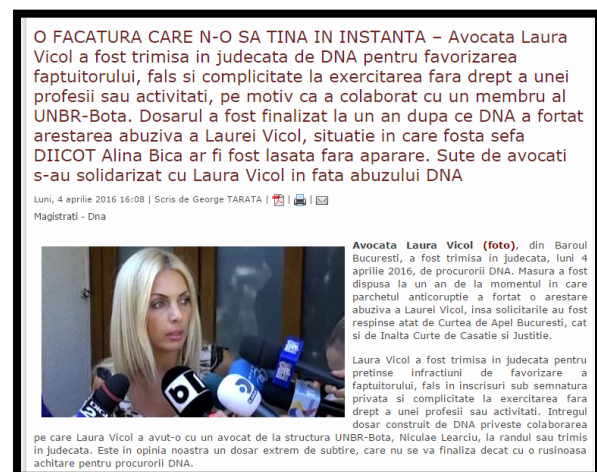 O FACATURA CARE N-O SA TINA IN INSTANTA – Avocata Laura
Vicol a fost trimisa in judecata de DNA pentru favorizarea
faptuitorului, fals si complicitate la exercitarea fara drept a unei
profesii sau activitati, pe motiv ca a colaborat cu un membru al
UNBR-Bota. Dosarul a fost finalizat la un an dupa ce DNA a fortat
arestarea abuziva a Laurei Vicol, situatie in care fosta sefa
DIICOT Alina Bica ar fi fost lasata fara aparare. Sute de avocati
s-au solidarizat cu Laura Vicol in fata abuzului DNA
Luni, 4 aprilie 2016 16:08 | Scris de George TARATA | | |
Magistrati - Dna
Avocata Laura Vicol (foto), din Baroul
Bucuresti, a fost trimisa in judecata, luni 4
aprilie 2016, de procurorii DNA. Masura a fost
dispusa la un an de la momentul in care
parchetul anticoruptie a fortat o arestare
abuziva a Laurei Vicol, insa solicitarile au fost
respinse atat de Curtea de Apel Bucuresti, cat
si de Inalta Curte de Casatie si Justitie.
Laura Vicol a fost trimisa in judecata pentru
pretinse infractiuni de favorizare a
faptuitorului, fals in inscrisuri sub semnatura
privata si complicitate la exercitarea fara
drept a unei profesii sau activitati. Intregul
dosar construit de DNA priveste colaborarea
pe care Laura Vicol a avut-o cu un avocat de la structura UNBR-Bota, Niculae Learciu, la randul sau trimis
in judecata. Este in opinia noastra un dosar extrem de subtire, care nu se va finaliza decat cu o rusinoasa
achitare pentru procurorii DNA.